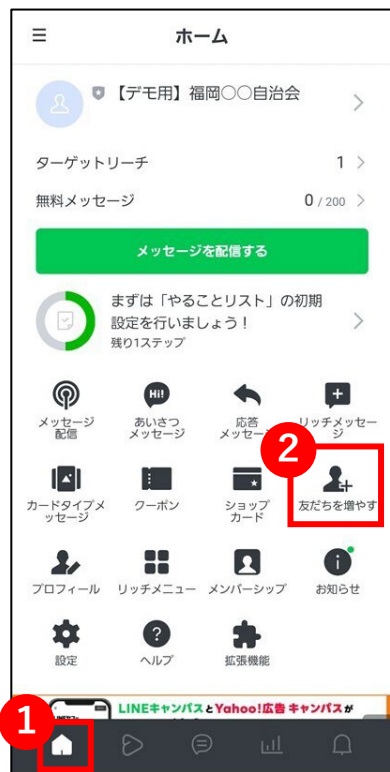 ホーム
【デモ用】福岡〇〇自治会
ターゲットリーチ 1
無料メッセージ 0 / 200
メッセージを配信する
まずは「やることリスト」の初期
設定を行いましょう！
残り1ステップ
メッセージ
配信
Hi!
あいさつ
メッセージ
応答
メッセー
リッチメッセー
ジ
2
カードタイプメ
ッセージ
クーポン
ショップ
カード
友だちを増やす
プロフィール
リッチメニュー
メンバーシップ
お知らせ
設定
?
ヘルプ
拡張機能
LINEキャンパスとYahoo!広告 キャンパスが
1